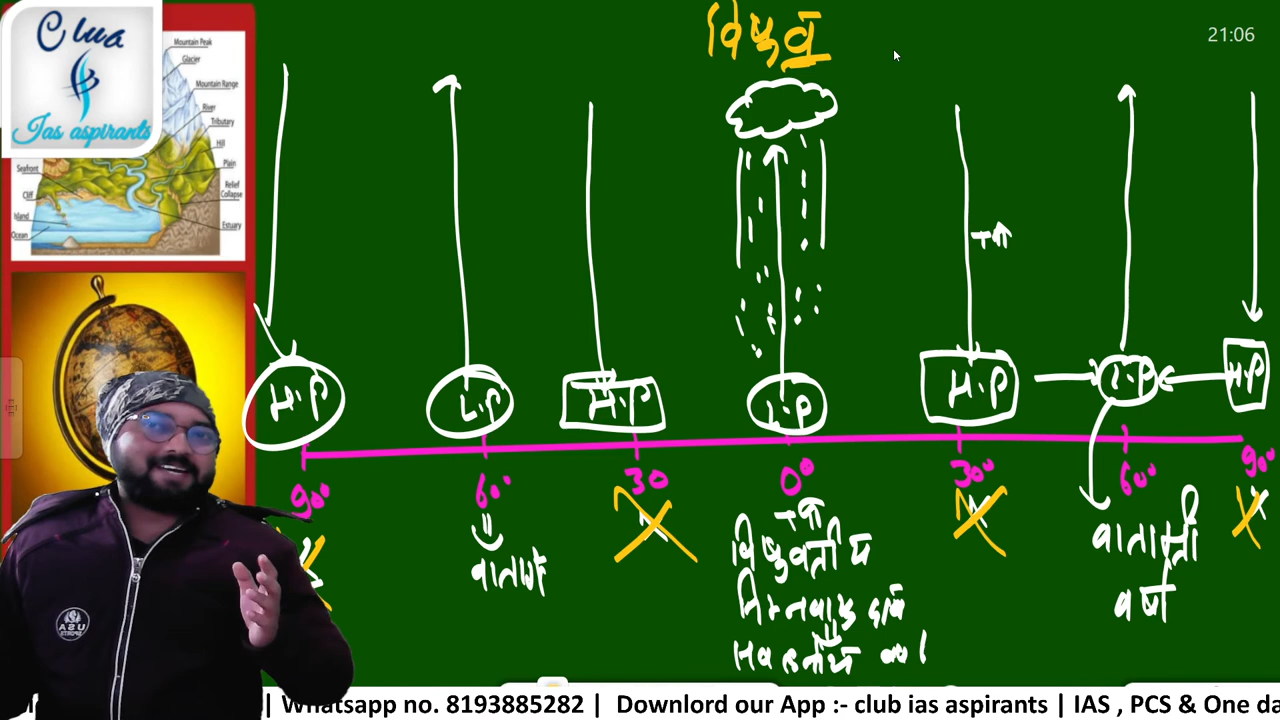 Clua
Ias aspirants
Mountain Peak
Glacier
Mountain Range
River
Tributary
Hill
Plain
Relief
Collapse
Estuary
Seafront
Cliff
Island
Ocean
21:06
विषुव
H.P
L.P
H.P
L.P
H.P
L.P
H.P
90°
60°
30
0°
30°
60°
90°
विषुवतीय
निम्नवायु दाब
वाताग्री
वर्षा
| Whatsapp no. 8193885282 | Downlord our App :- club ias aspirants | IAS , PCS & One da